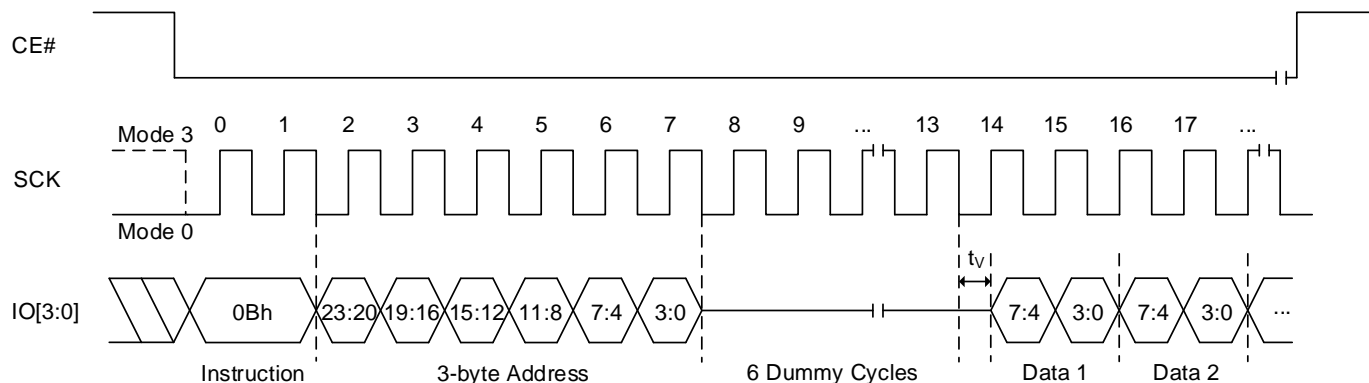 CE#
Mode 3 0 1 2 3 4 5 6 7 8 9 ... 13 14 15 16 17 ...
SCK
Mode 0
tV
IO[3:0] 0Bh 23:20 19:16 15:12 11:8 7:4 3:0 7:4 3:0 7:4 3:0 ...
Instruction 3-byte Address 6 Dummy Cycles Data 1 Data 2